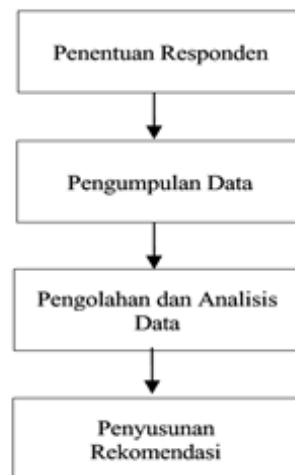 Penentuan Responden
Pengumpulan Data
Pengolahan dan Analisis
Data
Penyusunan
Rekomendasi